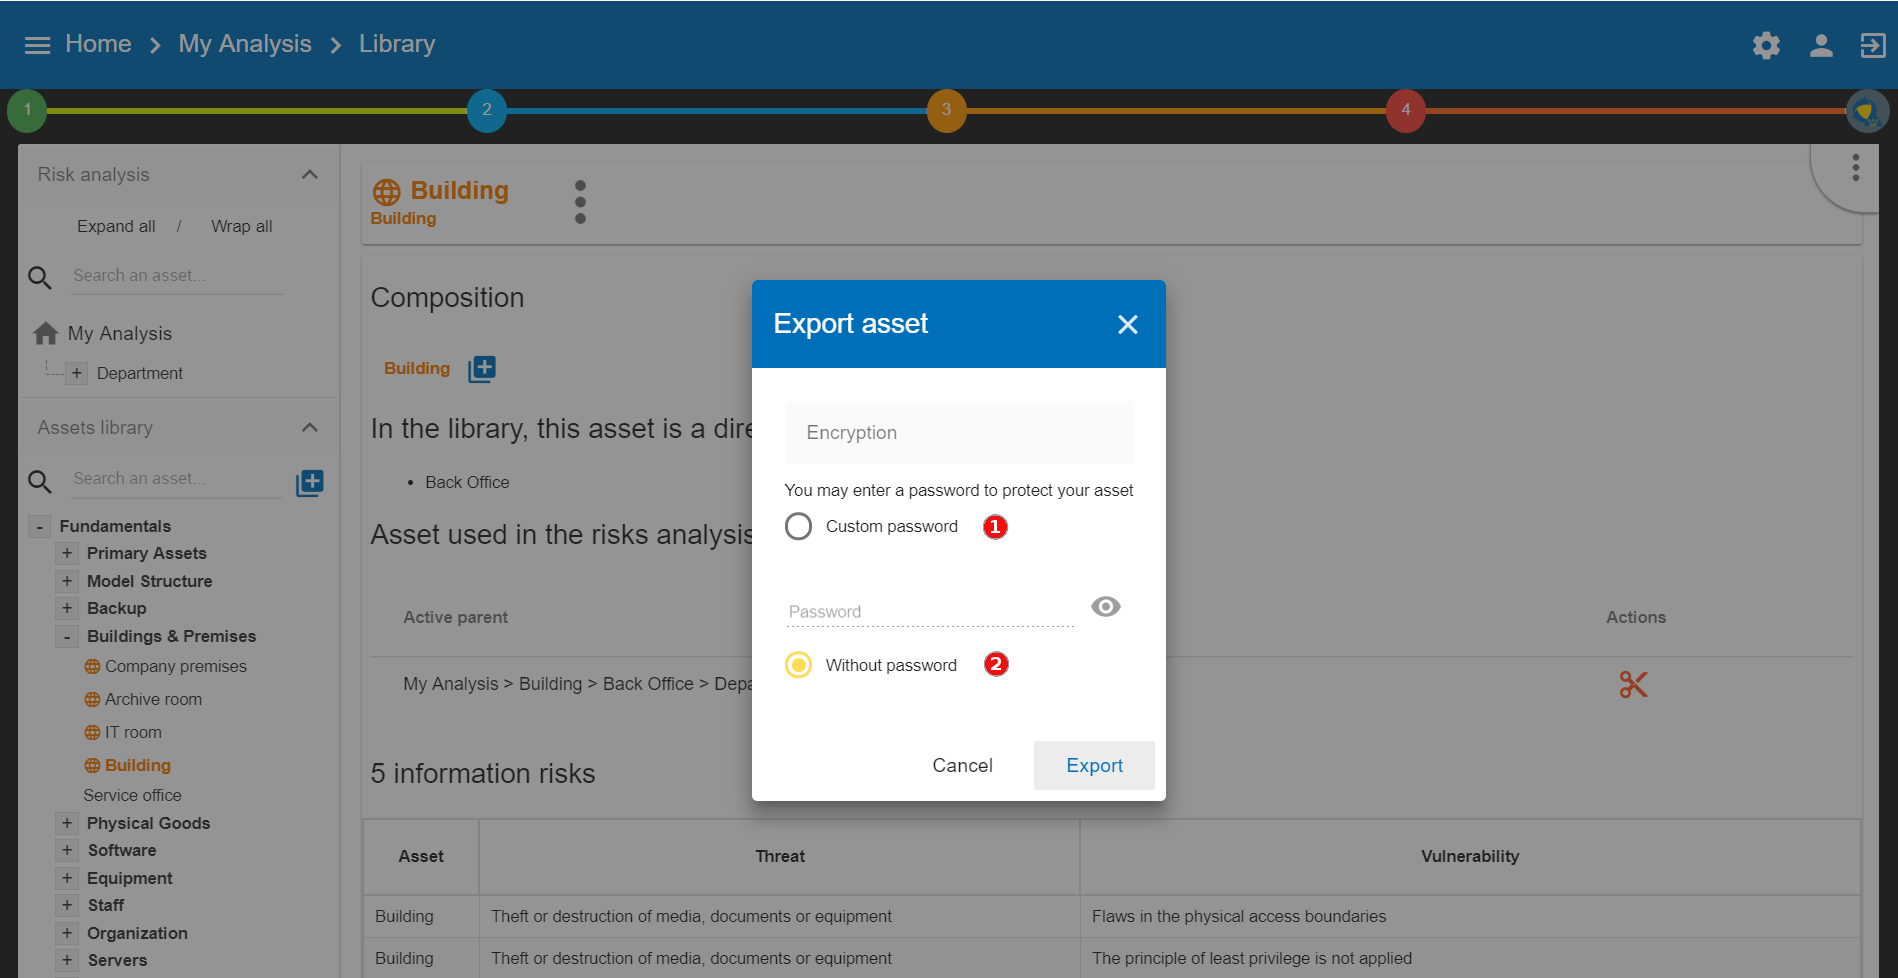 Home > My Analysis > Library
1 2 3 4
Risk analysis
Expand all / Wrap all
Search an asset...
My Analysis
+ Department
Assets library
Search an asset...
- Fundamentals
+ Primary Assets
+ Model Structure
+ Backup
- Buildings & Premises
Company premises
Archive room
IT room
Building
Service office
+ Physical Goods
+ Software
+ Equipment
+ Staff
+ Organization
+ Servers
Building
Building
Composition
Building
In the library, this asset is a dire
• Back Office
Asset used in the risks analysis
Active parent Actions
My Analysis > Building > Back Office > Depa
5 information risks
Asset Threat Vulnerability
Building Theft or destruction of media, documents or equipment Flaws in the physical access boundaries
Building Theft or destruction of media, documents or equipment The principle of least privilege is not applied
Export asset
Encryption
You may enter a password to protect your asset
Custom password 1
Password
Without password 2
Cancel Export